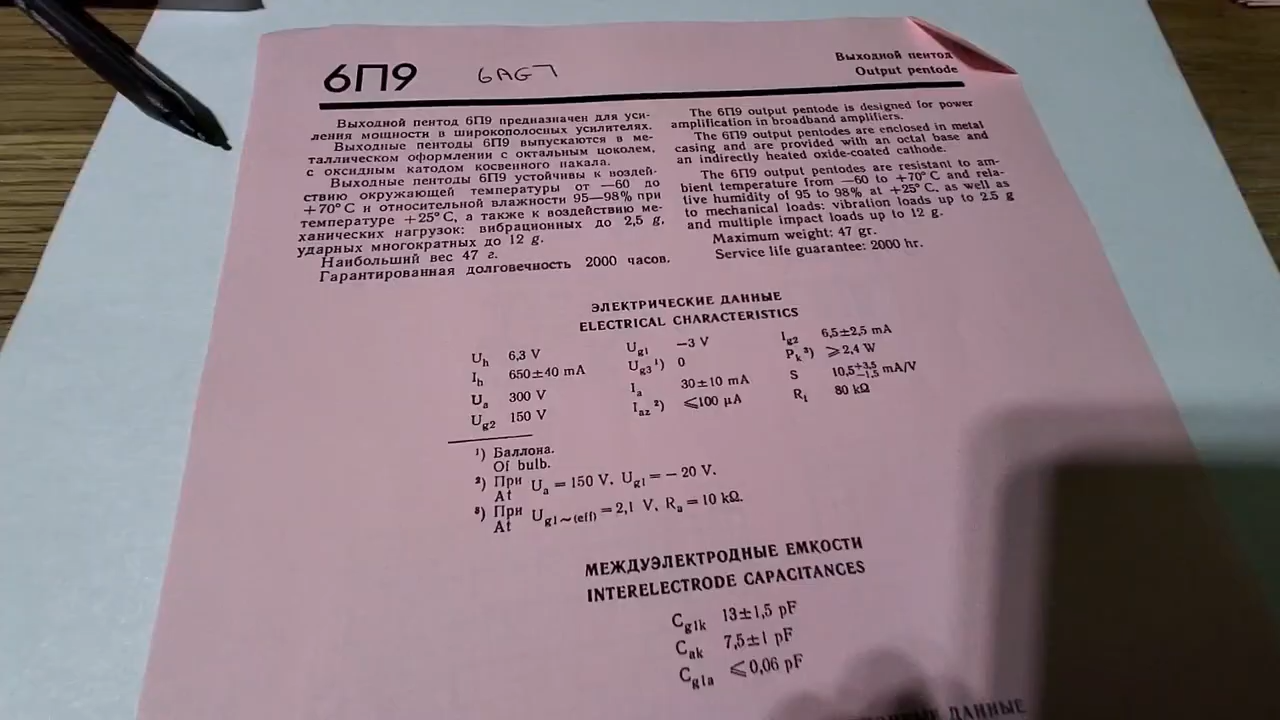 6П9
6AG7
Выходной пентод
Output pentode
Выходной пентод 6П9 предназначен для уси-
ления мощности в широкополосных усилителях.
Выходные пентоды 6П9 выпускаются в ме-
таллическом оформлении с октальным цоколем,
с оксидным катодом косвенного накала.
Выходные пентоды 6П9 устойчивы к воздей-
ствию окружающей температуры от —60 до
+70°С и относительной влажности 95—98% при
температуре +25°С, а также к воздействию ме-
ханических нагрузок: вибрационных до 2,5 g,
ударных многократных до 12 g.
Наибольший вес 47 г.
Гарантированная долговечность 2000 часов.
The 6П9 output pentode is designed for power
amplification in broadband amplifiers.
The 6П9 output pentodes are enclosed in metal
casing and are provided with an octal base and
an indirectly heated oxide-coated cathode.
The 6П9 output pentodes are resistant to am-
bient temperature from —60 to +70°C and rela-
tive humidity of 95 to 98% at +25°C, as well as
to mechanical loads: vibration loads up to 2.5 g
and multiple impact loads up to 12 g.
Maximum weight: 47 gr.
Service life guarantee: 2000 hr.
ЭЛЕКТРИЧЕСКИЕ ДАННЫЕ
ELECTRICAL CHARACTERISTICS
Uh 6,3 V
Ih 650±40 mA
Ua 300 V
Ug2 150 V
Ug1 —3 V
Ug3 1) 0
Ia 30±10 mA
Iaz 2) ⩽100 μA
Ig2 6,5±2,5 mA
Pk 3) ⩾2,4 W
S 10,5+3,5 −1,5 mA/V
Ri 80 kΩ
1) Баллона.
Of bulb.
2) При
At Ua = 150 V, Ug1 = − 20 V.
3) При
At Ug1~(eff) = 2,1 V, Ra = 10 kΩ.
МЕЖДУЭЛЕКТРОДНЫЕ ЕМКОСТИ
INTERELECTRODE CAPACITANCES
Cg1k 13±1,5 pF
Cak 7,5±1 pF
Cg1a ⩽0,06 pF
ДАННЫЕ